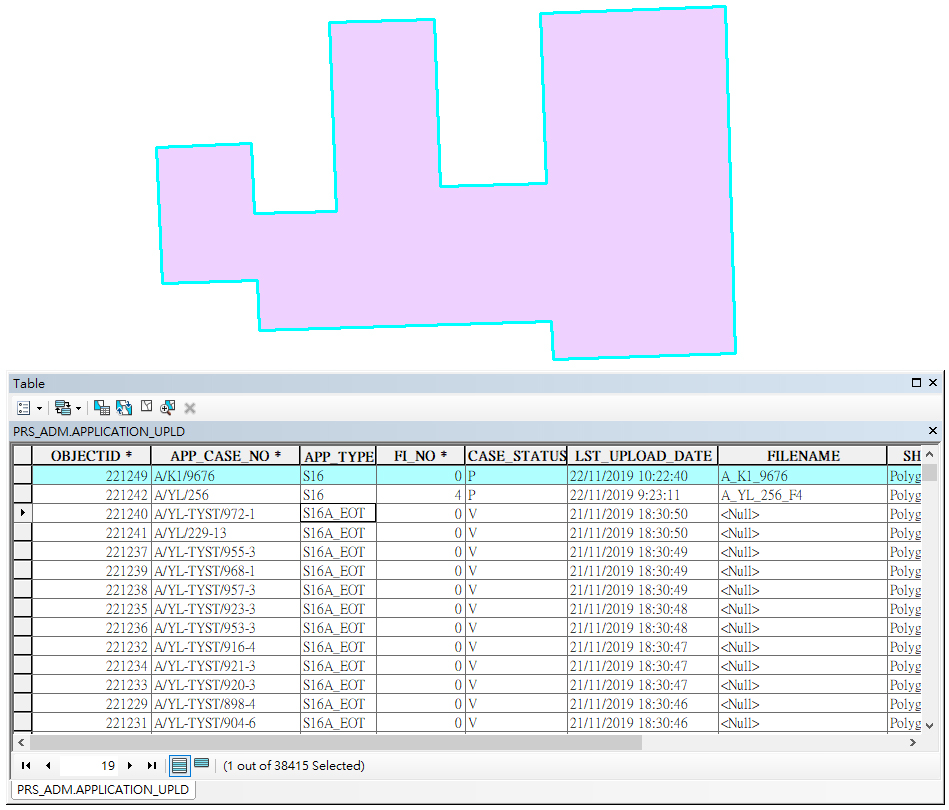 Table
PRS_ADM.APPLICATION_UPLD
OBJECTID * APP_CASE_NO * APP_TYPE FI_NO * CASE_STATUS LST_UPLOAD_DATE FILENAME SH
221249 A/K1/9676 S16 0 P 22/11/2019 10:22:40 A_K1_9676 Polyg
221242 A/YL/256 S16 4 P 22/11/2019 9:23:11 A_YL_256_F4 Polyg
221240 A/YL-TYST/972-1 S16A_EOT 0 V 21/11/2019 18:30:50 <Null> Polyg
221241 A/YL/229-13 S16A_EOT 0 V 21/11/2019 18:30:50 <Null> Polyg
221237 A/YL-TYST/955-3 S16A_EOT 0 V 21/11/2019 18:30:49 <Null> Polyg
221239 A/YL-TYST/968-1 S16A_EOT 0 V 21/11/2019 18:30:49 <Null> Polyg
221238 A/YL-TYST/957-3 S16A_EOT 0 V 21/11/2019 18:30:49 <Null> Polyg
221235 A/YL-TYST/923-3 S16A_EOT 0 V 21/11/2019 18:30:48 <Null> Polyg
221236 A/YL-TYST/953-3 S16A_EOT 0 V 21/11/2019 18:30:48 <Null> Polyg
221232 A/YL-TYST/916-4 S16A_EOT 0 V 21/11/2019 18:30:47 <Null> Polyg
221234 A/YL-TYST/921-3 S16A_EOT 0 V 21/11/2019 18:30:47 <Null> Polyg
221233 A/YL-TYST/920-3 S16A_EOT 0 V 21/11/2019 18:30:47 <Null> Polyg
221229 A/YL-TYST/898-4 S16A_EOT 0 V 21/11/2019 18:30:46 <Null> Polyg
221231 A/YL-TYST/904-6 S16A_EOT 0 V 21/11/2019 18:30:46 <Null> Polyg
19 (1 out of 38415 Selected)
PRS_ADM.APPLICATION_UPLD